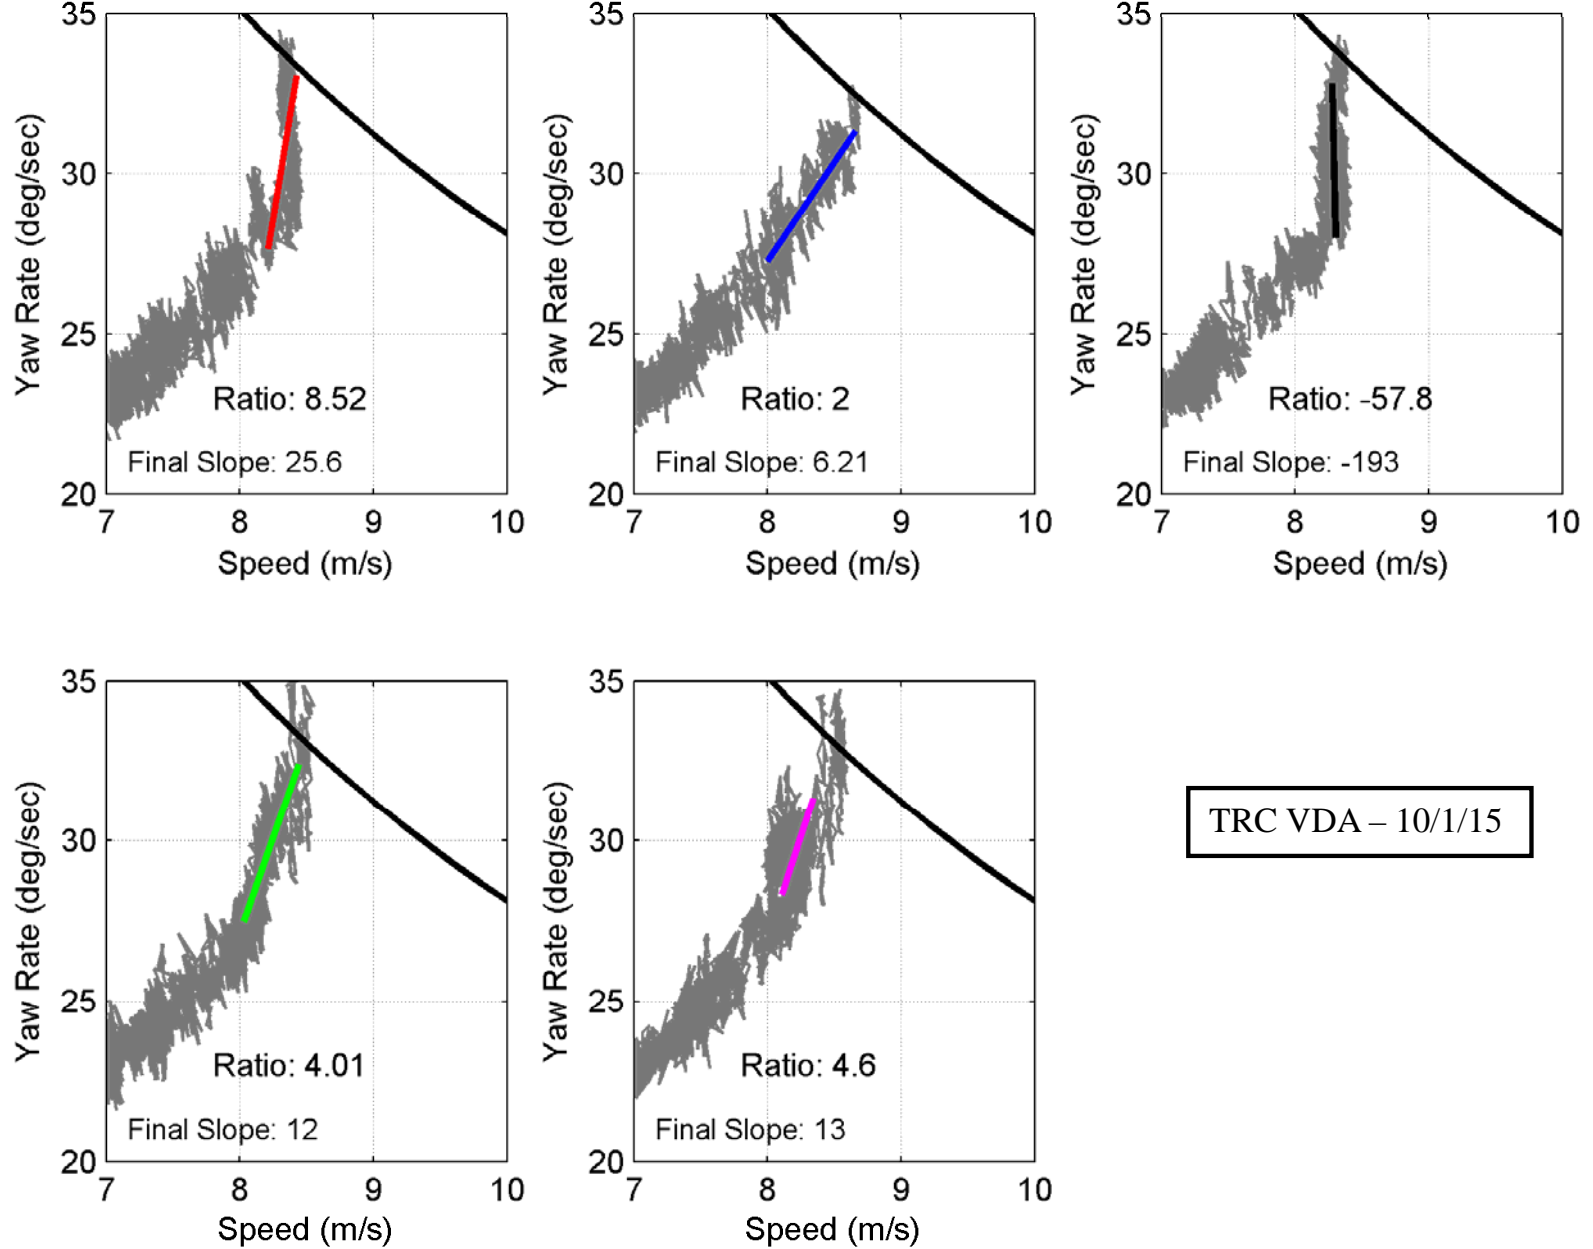 35
30
25
20
7 8 9 10
Yaw Rate (deg/sec)
Speed (m/s)
Ratio: 8.52
Final Slope: 25.6
35
30
25
20
7 8 9 10
Yaw Rate (deg/sec)
Speed (m/s)
Ratio: 2
Final Slope: 6.21
35
30
25
20
7 8 9 10
Yaw Rate (deg/sec)
Speed (m/s)
Ratio: -57.8
Final Slope: -193
35
30
25
20
7 8 9 10
Yaw Rate (deg/sec)
Speed (m/s)
Ratio: 4.01
Final Slope: 12
35
30
25
20
7 8 9 10
Yaw Rate (deg/sec)
Speed (m/s)
Ratio: 4.6
Final Slope: 13
TRC VDA – 10/1/15